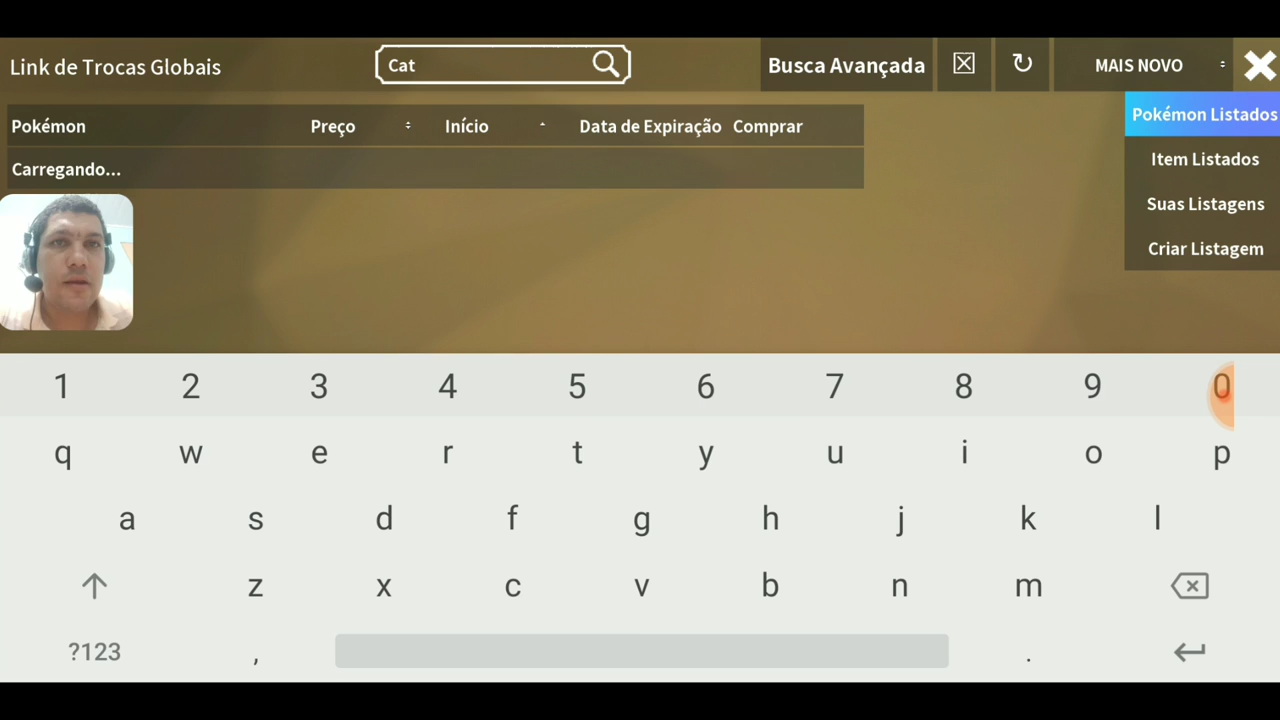 Link de Trocas Globais
Cat
Busca Avançada
MAIS NOVO
Pokémon Preço Início Data de Expiração Comprar
Carregando...
Pokémon Listados
Item Listados
Suas Listagens
Criar Listagem
1 2 3 4 5 6 7 8 9 0
q w e r t y u i o p
a s d f g h j k l
z x c v b n m
?123 , .